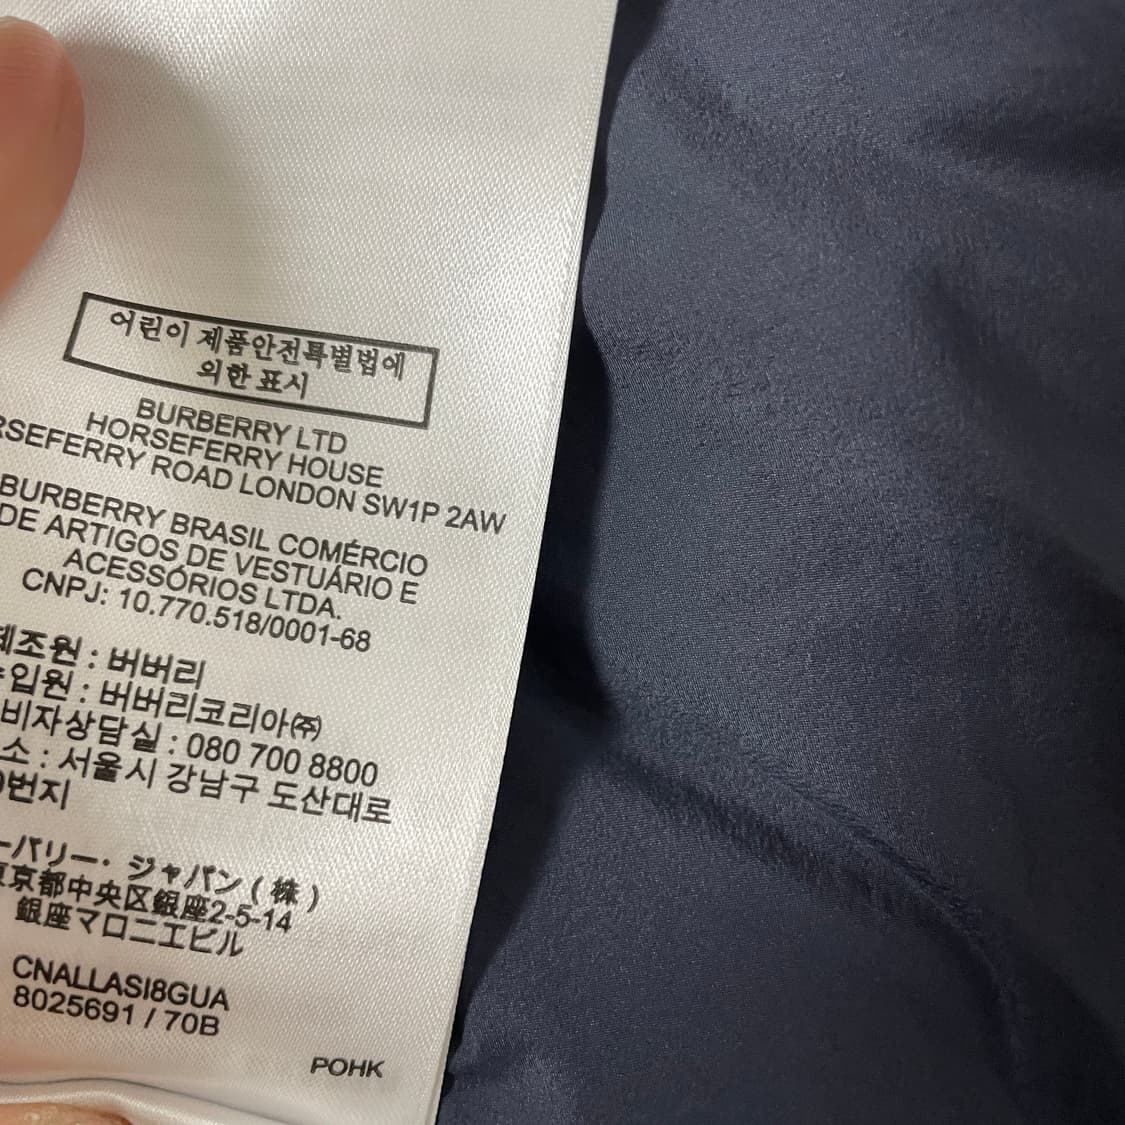 어린이 제품안전특별법에
의한 표시
BURBERRY LTD
HORSEFERRY HOUSE
RSEFERRY ROAD LONDON SW1P 2AW
BURBERRY BRASIL COMÉRCIO
DE ARTIGOS DE VESTUÁRIO E
ACESSÓRIOS LTDA.
CNPJ: 10.770.518/0001-68
제조원 : 버버리
수입원 : 버버리코리아㈜
비자상담실 : 080 700 8800
소 : 서울시 강남구 도산대로
번지
ーバリー・ジャパン ( 株 )
東京都中央区銀座2-5-14
銀座マロニエビル
CNALLASI8GUA
8025691 / 70B
POHK